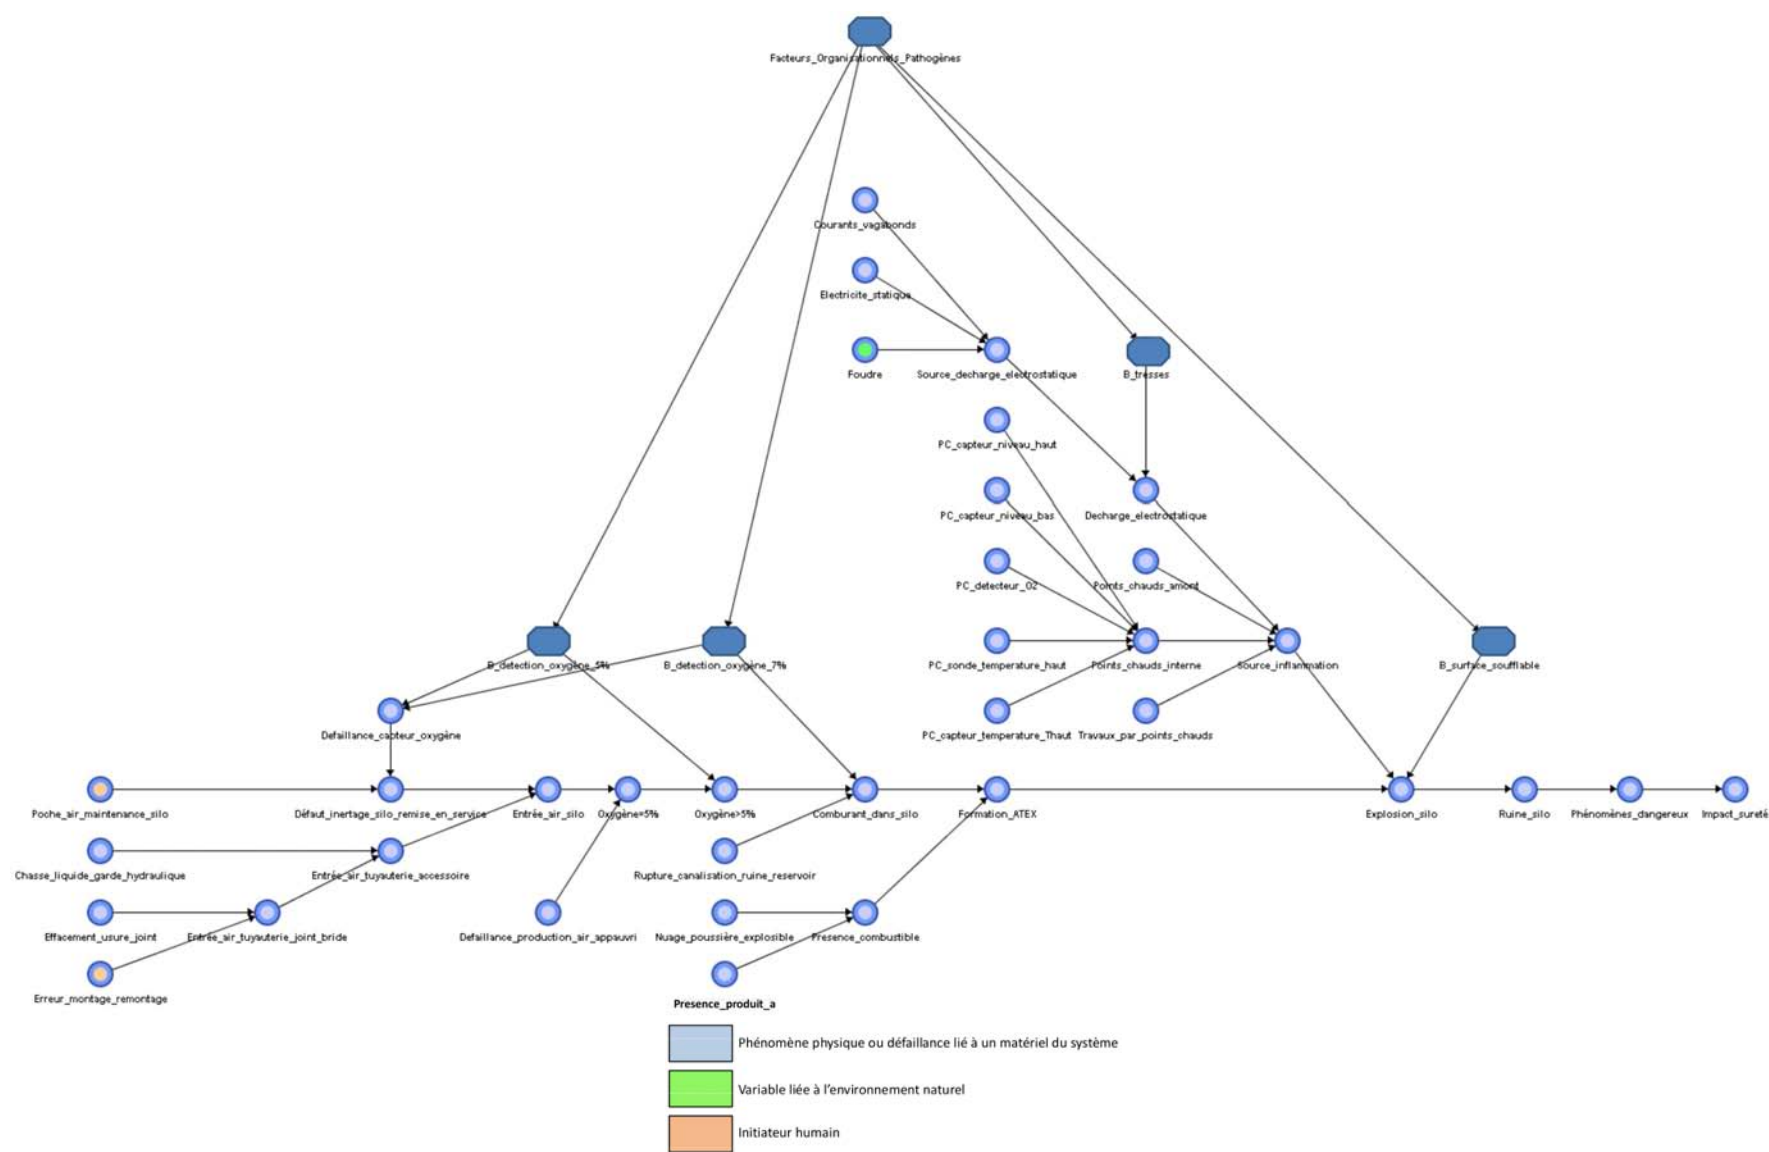 Facteurs_Organisationnels_Pathogènes
Courants_vagabonds
Electricite_statique
Foudre
Source_decharge_electrostatique
B_tresses
PC_capteur_niveau_haut
PC_capteur_niveau_bas
Decharge_electrostatique
PC_detecteur_O2
Points_chauds_amont
B_detection_oxygène_5%
B_detection_oxygène_7%
PC_sonde_temperature_haut
Points_chauds_interne
Source_inflammation
B_surface_soufflable
Defaillance_capteur_oxygène
PC_capteur_temperature_Thaut
Travaux_par_points_chauds
Poche_air_maintenance_silo
Défaut_inertage_silo_remise_en_service
Entrée_air_silo
Oxygène=5%
Oxygène>5%
Comburant_dans_silo
Formation_ATEX
Explosion_silo
Ruine_silo
Phénomènes_dangereux
Impact_sureté
Chasse_liquide_garde_hydraulique
Entrée_air_tuyauterie_accessoire
Rupture_canalisation_ruine_reservoir
Effacement_usure_joint
Entrée_air_tuyauterie_joint_bride
Defaillance_production_air_appauvri
Nuage_poussière_explosible
Presence_combustible
Erreur_montage_remontage
Presence_produit_a
Phénomène physique ou défaillance lié à un matériel du système
Variable liée à l'environnement naturel
Initiateur humain